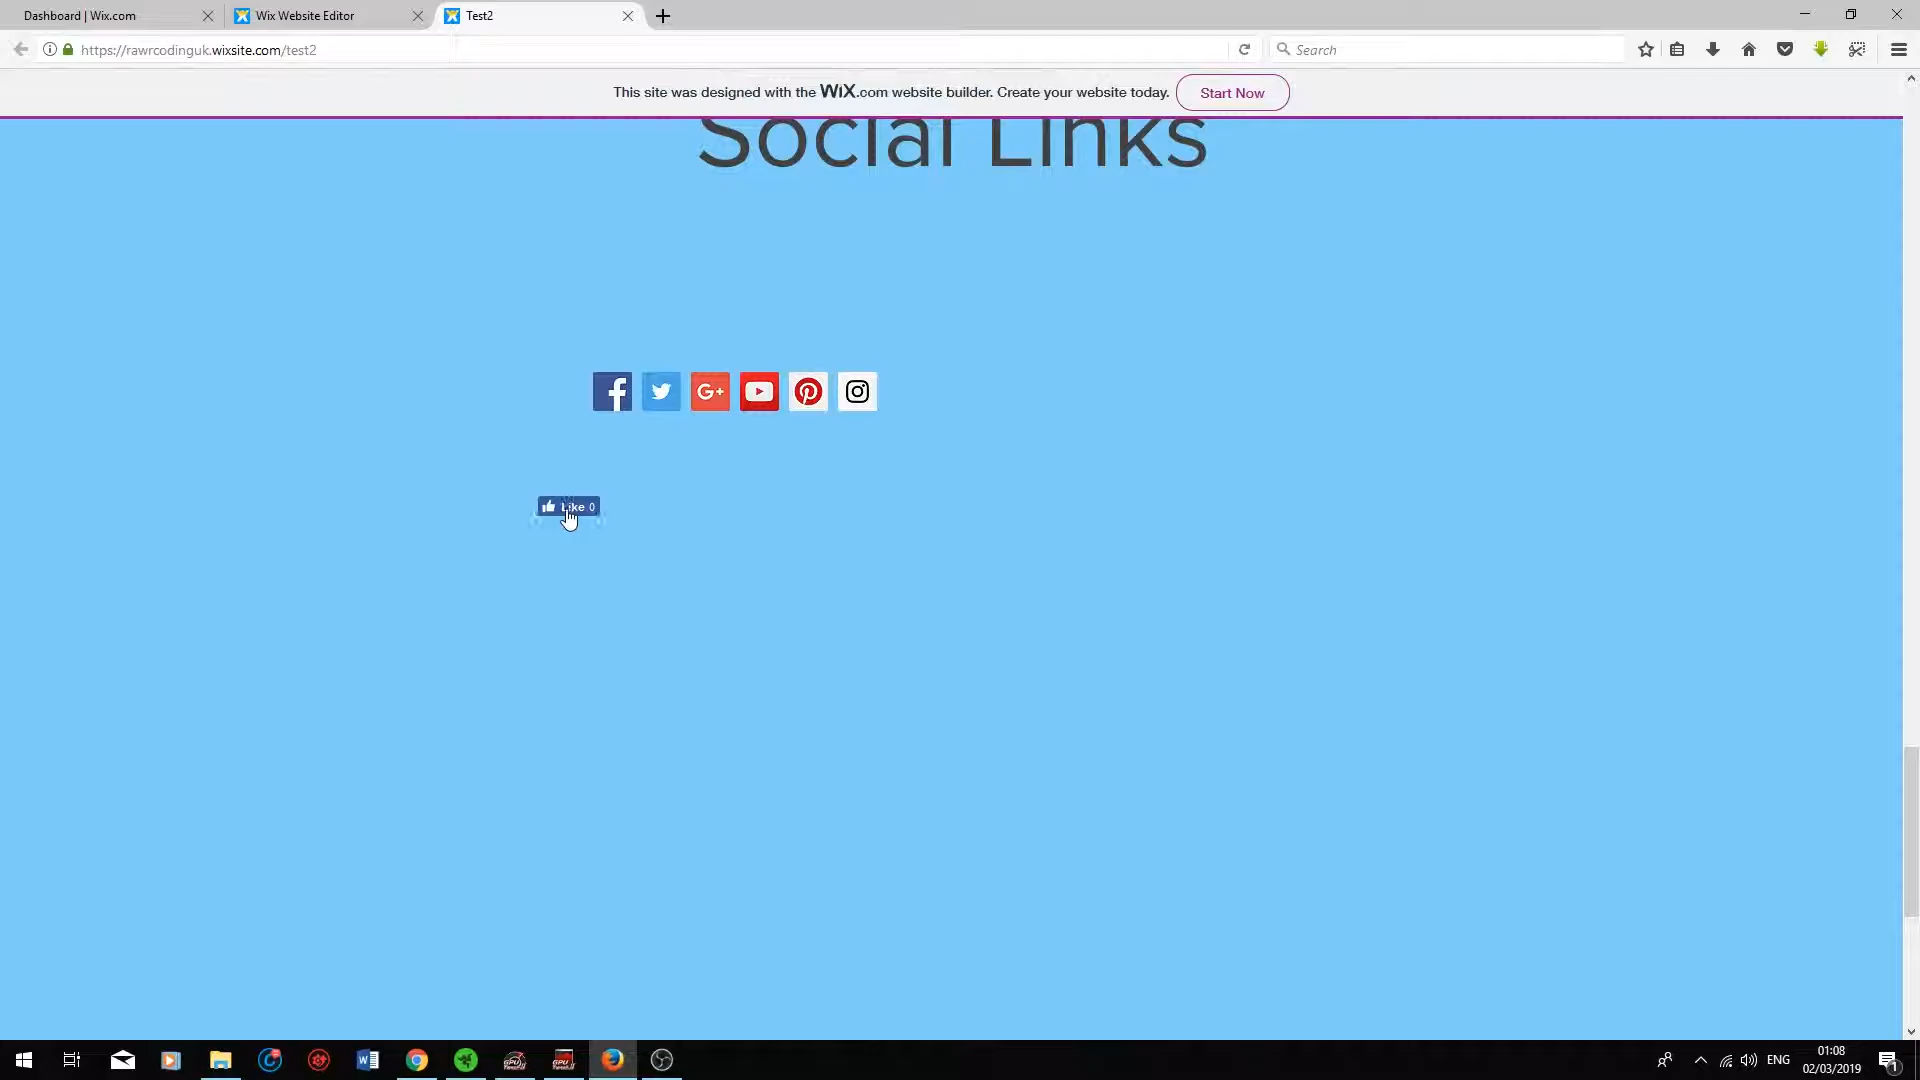 Dashboard | Wix.com
Wix Website Editor
Test2
https://rawrcodinguk.wixsite.com/test2
Search
This site was designed with the WiX.com website builder. Create your website today.
Start Now
Social Links
G+
Like 0
ENG
01:08
02/03/2019
1